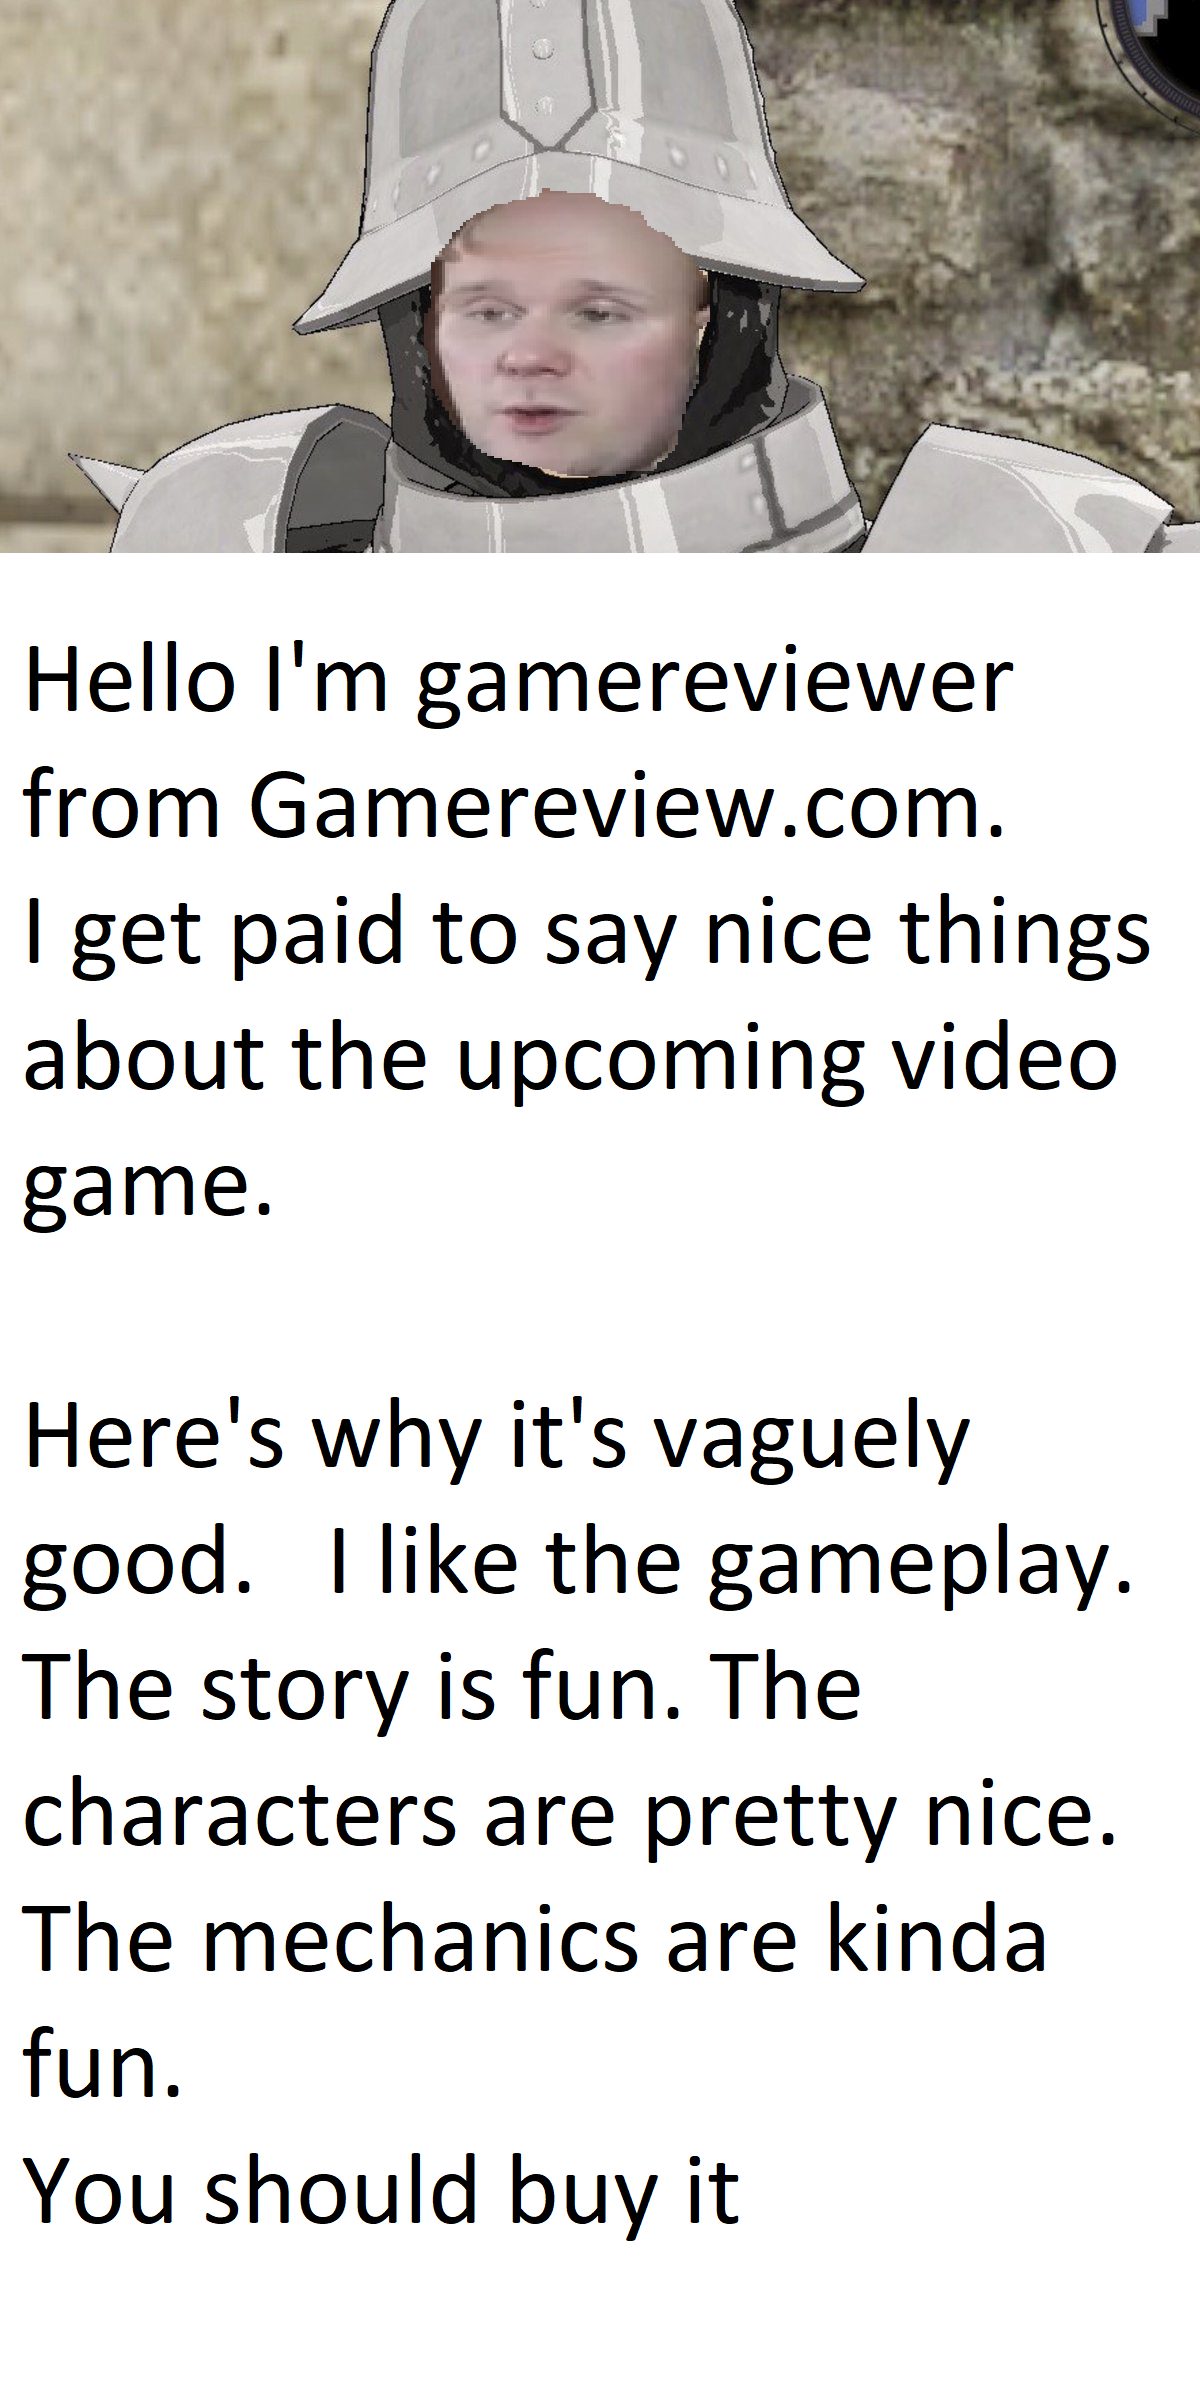 Hello I'm gamereviewer
from Gamereview.com.
I get paid to say nice things
about the upcoming video
game.
Here's why it's vaguely
good.   I like the gameplay.
The story is fun. The
characters are pretty nice.
The mechanics are kinda
fun.
You should buy it